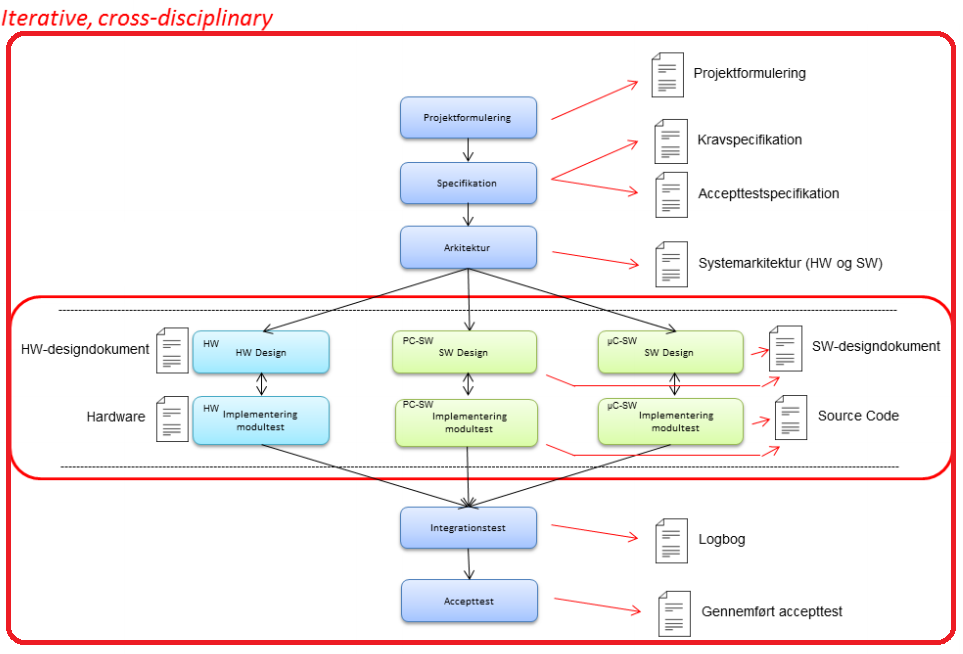 Iterative, cross-disciplinary
Projektformulering
Projektformulering
Kravspecifikation
Specifikation
Accepttestspecifikation
Arkitektur
Systemarkitektur (HW og SW)
HW-designdokument
HW
HW Design
PC-SW
SW Design
µC-SW
SW Design
SW-designdokument
Hardware
HW
Implementering
modultest
PC-SW
Implementering
modultest
µC-SW
Implementering
modultest
Source Code
Integrationstest
Logbog
Accepttest
Gennemført accepttest